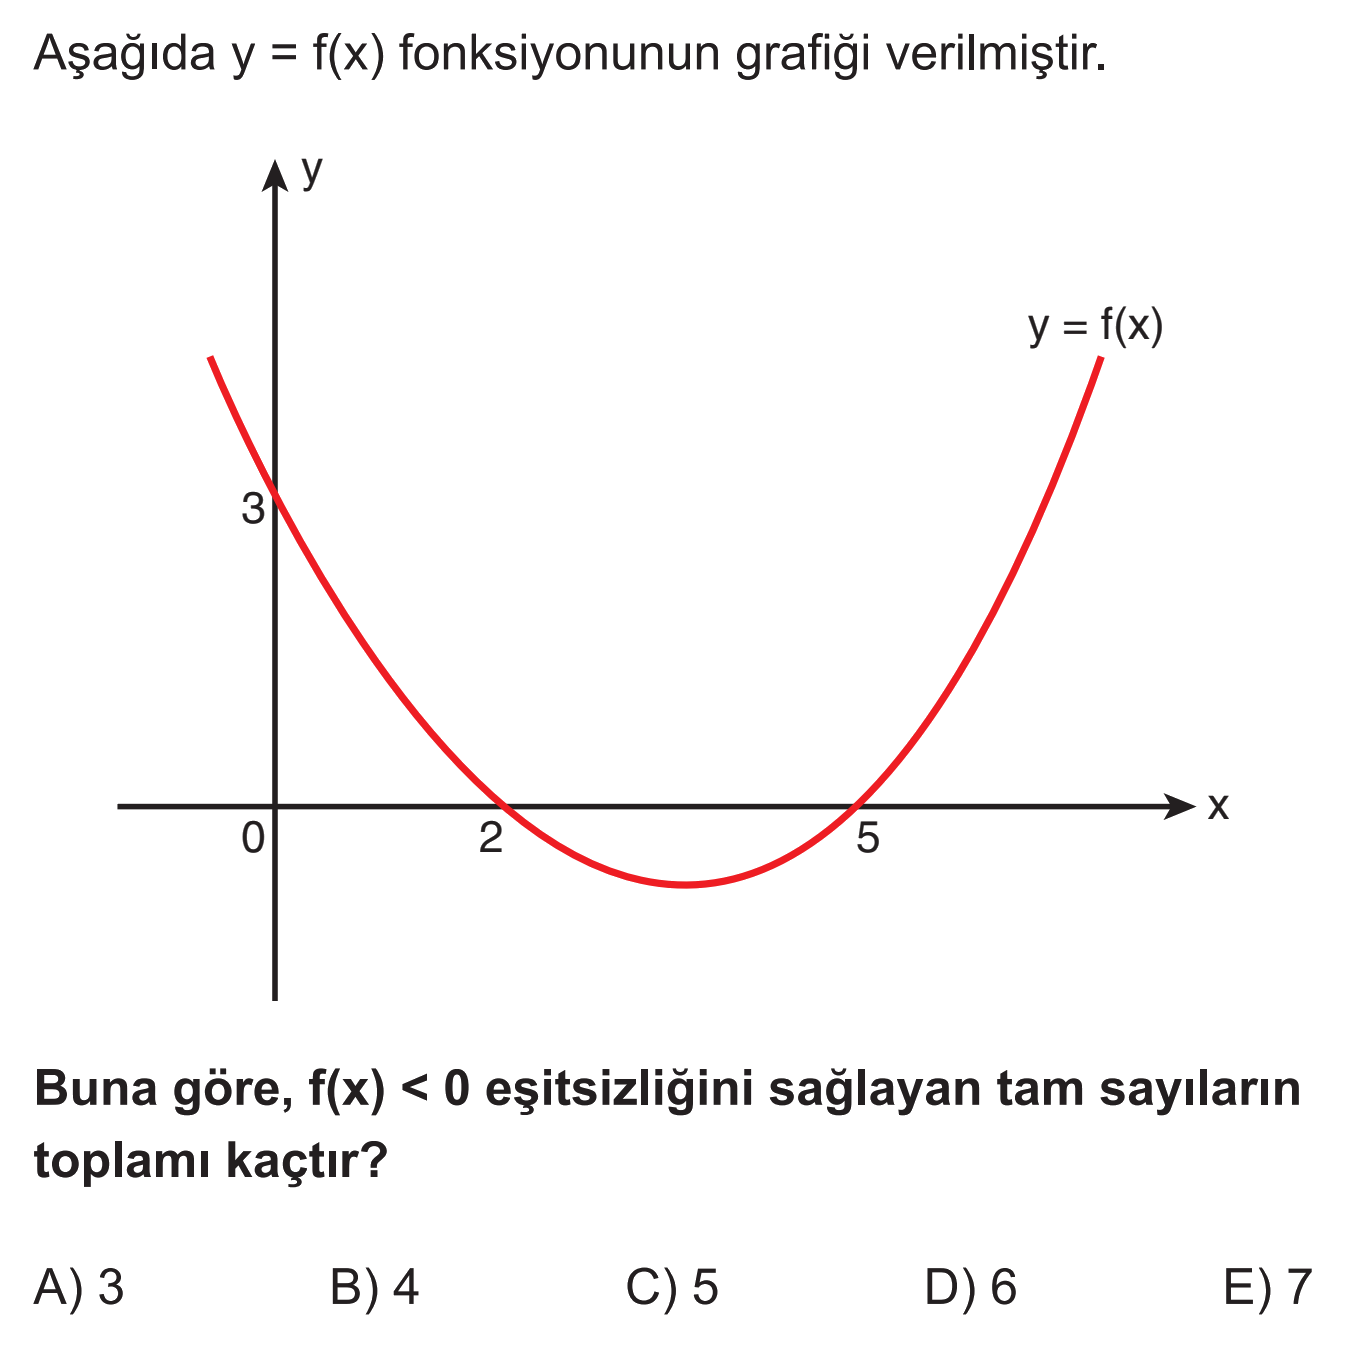 Aşağıda y = f(x) fonksiyonunun grafiği verilmiştir.
y
y = f(x)
3
x
0
2
5
Buna göre, f(x) < 0 eşitsizliğini sağlayan tam sayıların
toplamı kaçtır?
A) 3 B) 4 C) 5 D) 6 E) 7